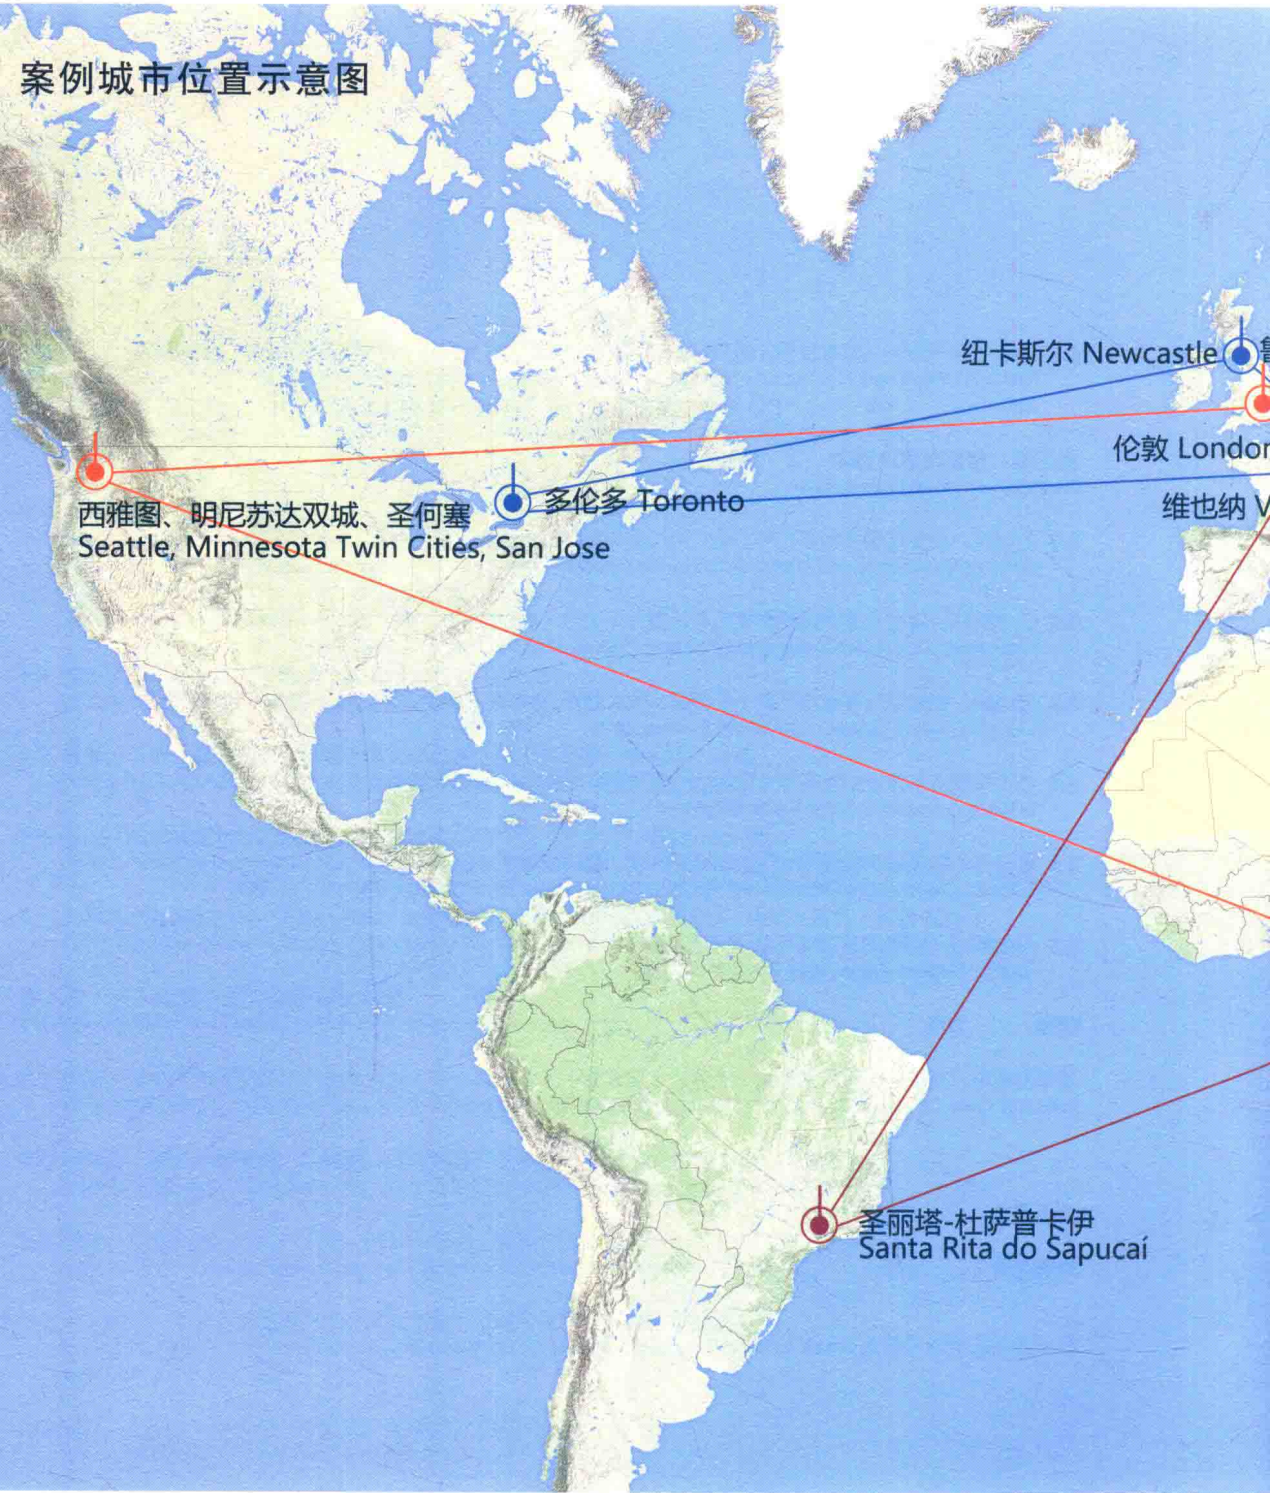 案例城市位置示意图
纽卡斯尔 Newcastle
伦敦 London
维也纳 V
西雅图、明尼苏达双城、圣何塞
Seattle, Minnesota Twin Cities, San Jose
多伦多 Toronto
圣丽塔-杜萨普卡伊
Santa Rita do Sapucaí